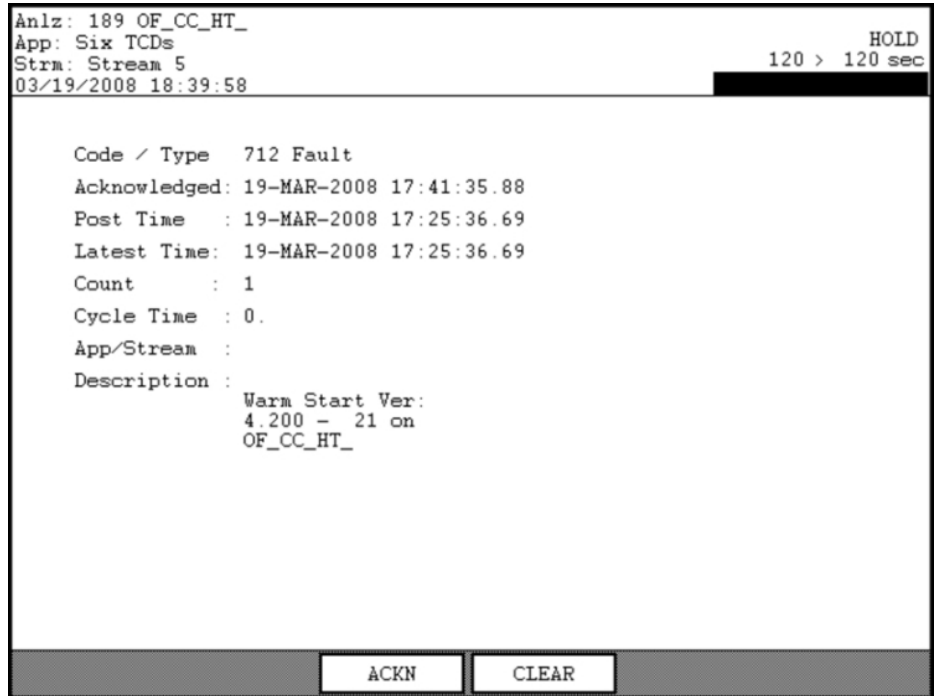 Anlz: 189 OF_CC_HT_
App: Six TCDs
Strm: Stream 5
03/19/2008 18:39:58
HOLD
120 > 120 sec
Code / Type 712 Fault
Acknowledged: 19-MAR-2008 17:41:35.88
Post Time : 19-MAR-2008 17:25:36.69
Latest Time: 19-MAR-2008 17:25:36.69
Count : 1
Cycle Time : 0.
App/Stream :
Description :
Warm Start Ver:
4.200 - 21 on
OF_CC_HT_
ACKN CLEAR